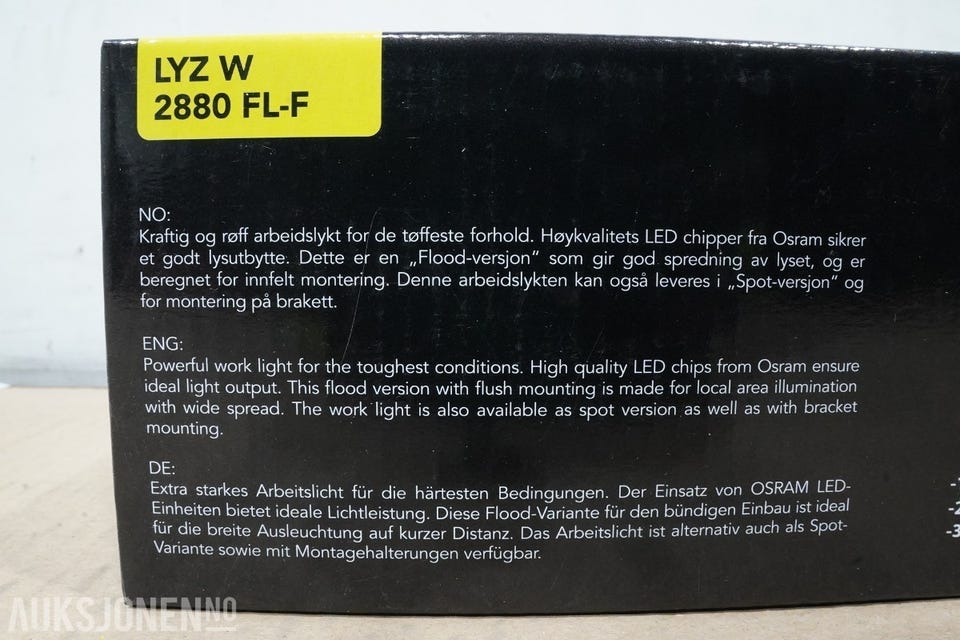 LYZ W
2880 FL-F
NO:
Kraftig og røff arbeidslykt for de tøffeste forhold. Høykvalitets LED chipper fra Osram sikrer
et godt lysutbytte. Dette er en „Flood-versjon" som gir god spredning av lyset, og er
beregnet for innfelt montering. Denne arbeidslykten kan også leveres i „Spot-versjon" og
for montering på brakett.
ENG:
Powerful work light for the toughest conditions. High quality LED chips from Osram ensure
ideal light output. This flood version with flush mounting is made for local area illumination
with wide spread. The work light is also available as spot version as well as with bracket
mounting.
DE:
Extra starkes Arbeitslicht für die härtesten Bedingungen. Der Einsatz von OSRAM LED-
Einheiten bietet ideale Lichtleistung. Diese Flood-Variante für den bündigen Einbau ist ideal
für die breite Ausleuchtung auf kurzer Distanz. Das Arbeitslicht ist alternativ auch als Spot-
Variante sowie mit Montagehalterungen verfügbar.
-2
-3
AUKSJONEN.NO